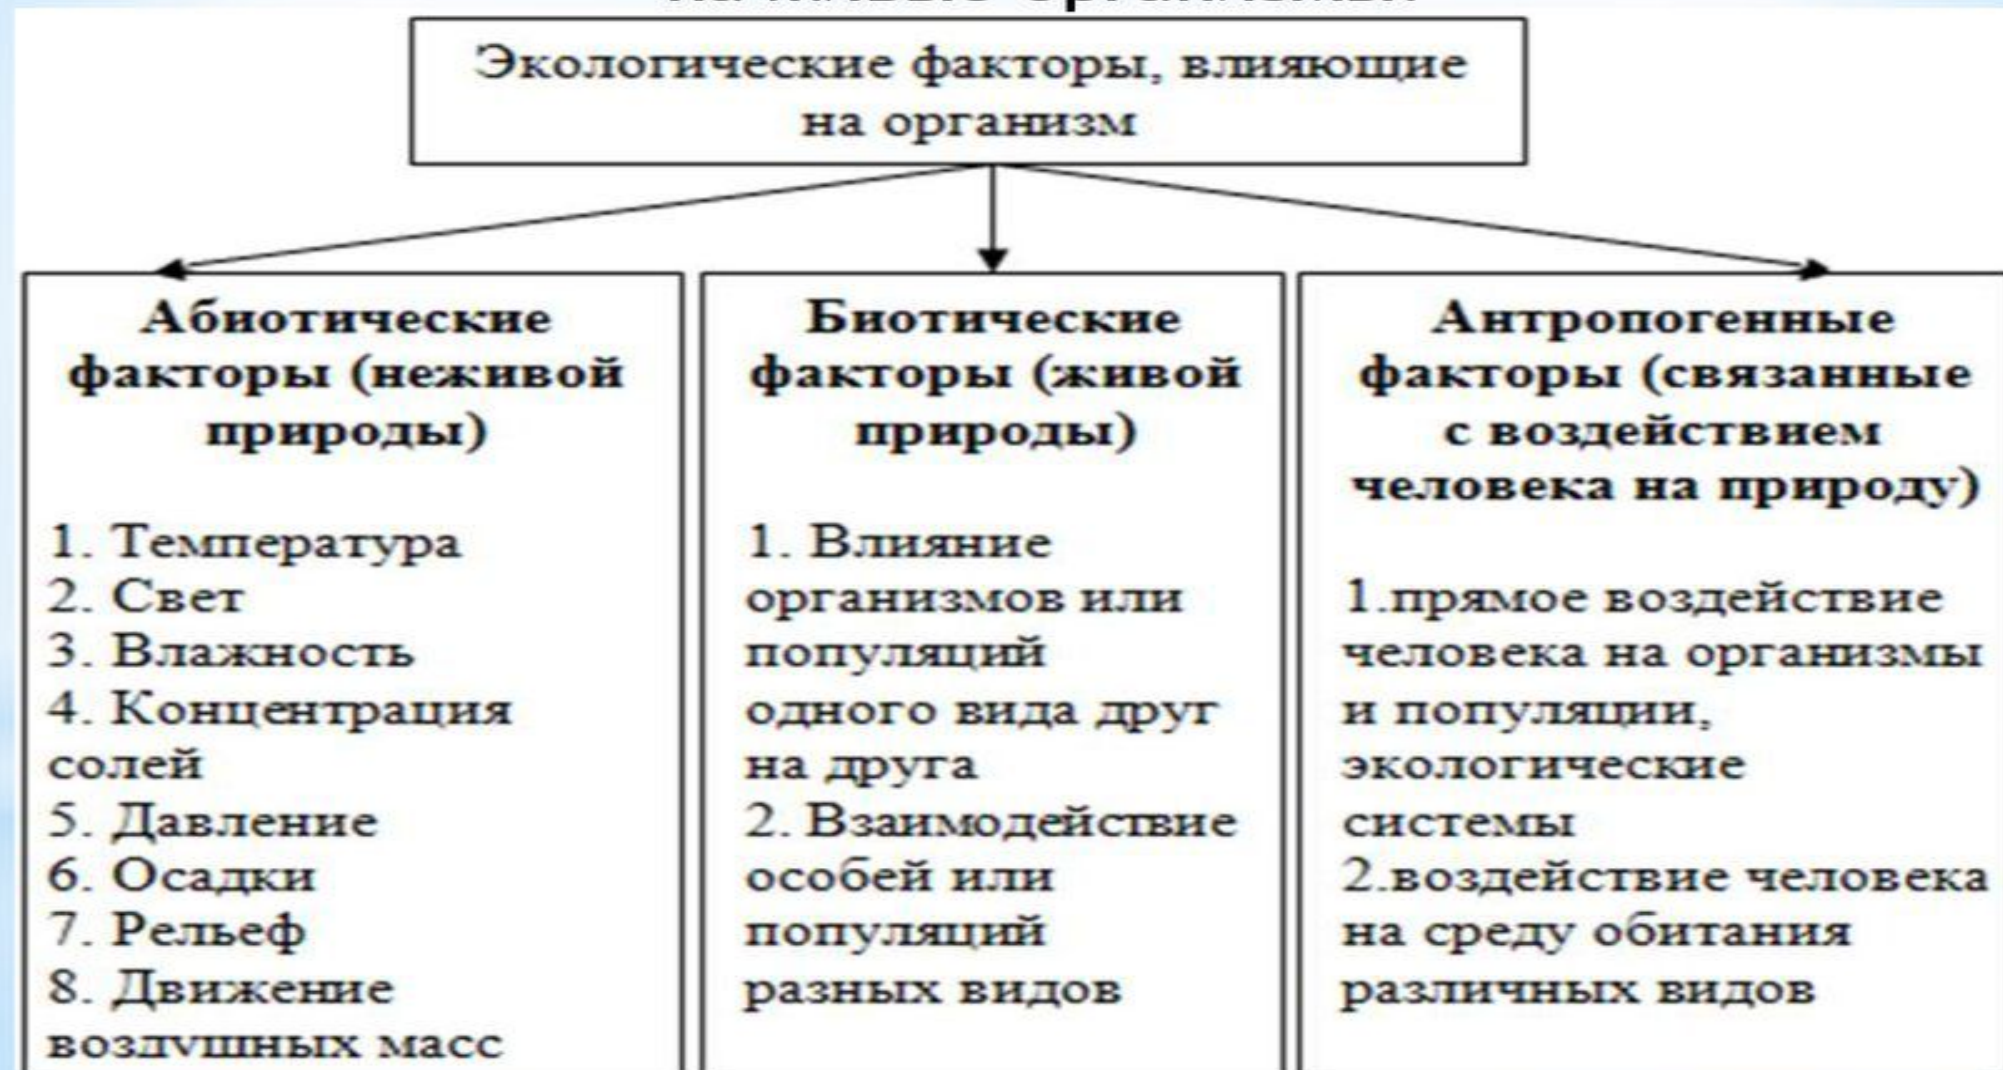 Экологические факторы, влияющие
на организм
Абиотические
факторы (неживой
природы)
1. Температура
2. Свет
3. Влажность
4. Концентрация
солей
5. Давление
6. Осадки
7. Рельеф
8. Движение
воздушных масс
Биотические
факторы (живой
природы)
1. Влияние
организмов или
популяций
одного вида друг
на друга
2. Взаимодействие
особей или
популяций
разных видов
Антропогенные
факторы (связанные
с воздействием
человека на природу)
1.прямое воздействие
человека на организмы
и популяции,
экологические
системы
2.воздействие человека
на среду обитания
различных видов